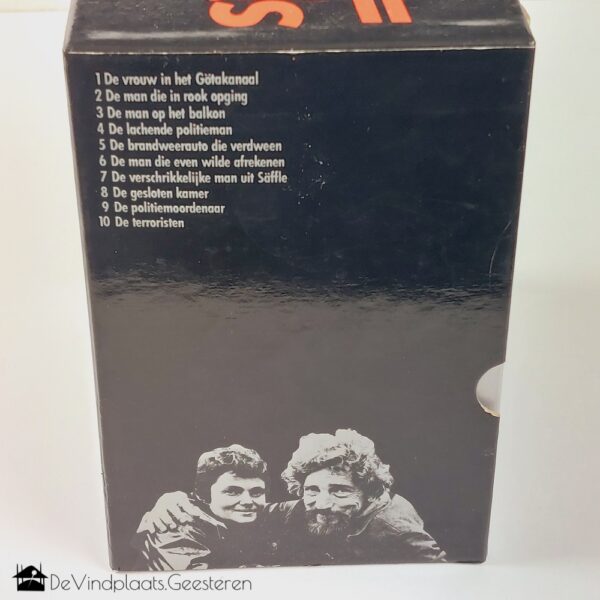 1 De vrouw in het Götakanaal
2 De man die in rook opging
3 De man op het balkon
4 De lachende politieman
5 De brandweerauto die verdween
6 De man die even wilde afrekenen
7 De verschrikkelijke man uit Säffle
8 De gesloten kamer
9 De politiemoordenaar
10 De terroristen
DeVindplaats.Geesteren